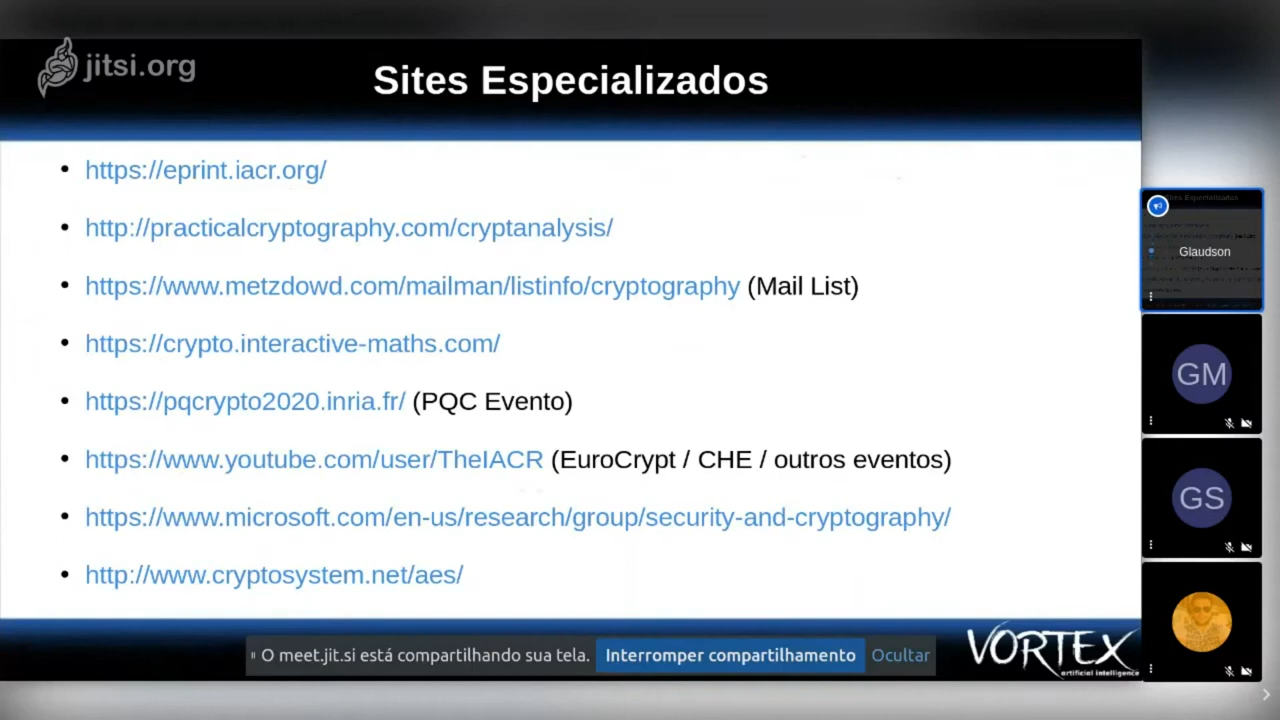 jitsi.org
Sites Especializados
• https://eprint.iacr.org/
• http://practicalcryptography.com/cryptanalysis/
• https://www.metzdowd.com/mailman/listinfo/cryptography (Mail List)
• https://crypto.interactive-maths.com/
• https://pqcrypto2020.inria.fr/ (PQC Evento)
• https://www.youtube.com/user/TheIACR (EuroCrypt / CHE / outros eventos)
• https://www.microsoft.com/en-us/research/group/security-and-cryptography/
• http://www.cryptosystem.net/aes/
O meet.jit.si está compartilhando sua tela. Interromper compartilhamento Ocultar
VORTEX
artificial intelligence
Sites Especializados
Glaudson
GM
GS